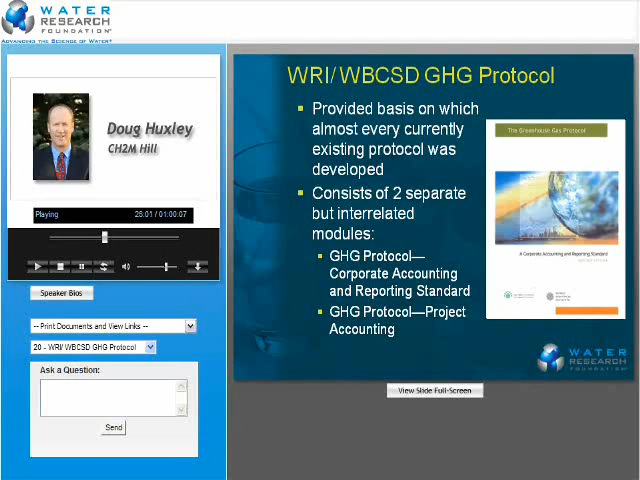 WATER
RESEARCH
FOUNDATION
ADVANCING THE SCIENCE OF WATER
Doug Huxley
CH2M Hill
Playing 28:01 / 01:00:07
Speaker Bios
-- Print Documents and View Links --
20 - WRI/ WBCSD GHG Protocol
Ask a Question:
Send
WRI/WBCSD GHG Protocol
Provided basis on which
almost every currently
existing protocol was
developed
Consists of 2 separate
but interrelated
modules:
GHG Protocol—
Corporate Accounting
and Reporting Standard
GHG Protocol—Project
Accounting
The Greenhouse Gas Protocol
A Corporate Accounting and Reporting Standard
WATER
RESEARCH
FOUNDATION
View Slide Full-Screen